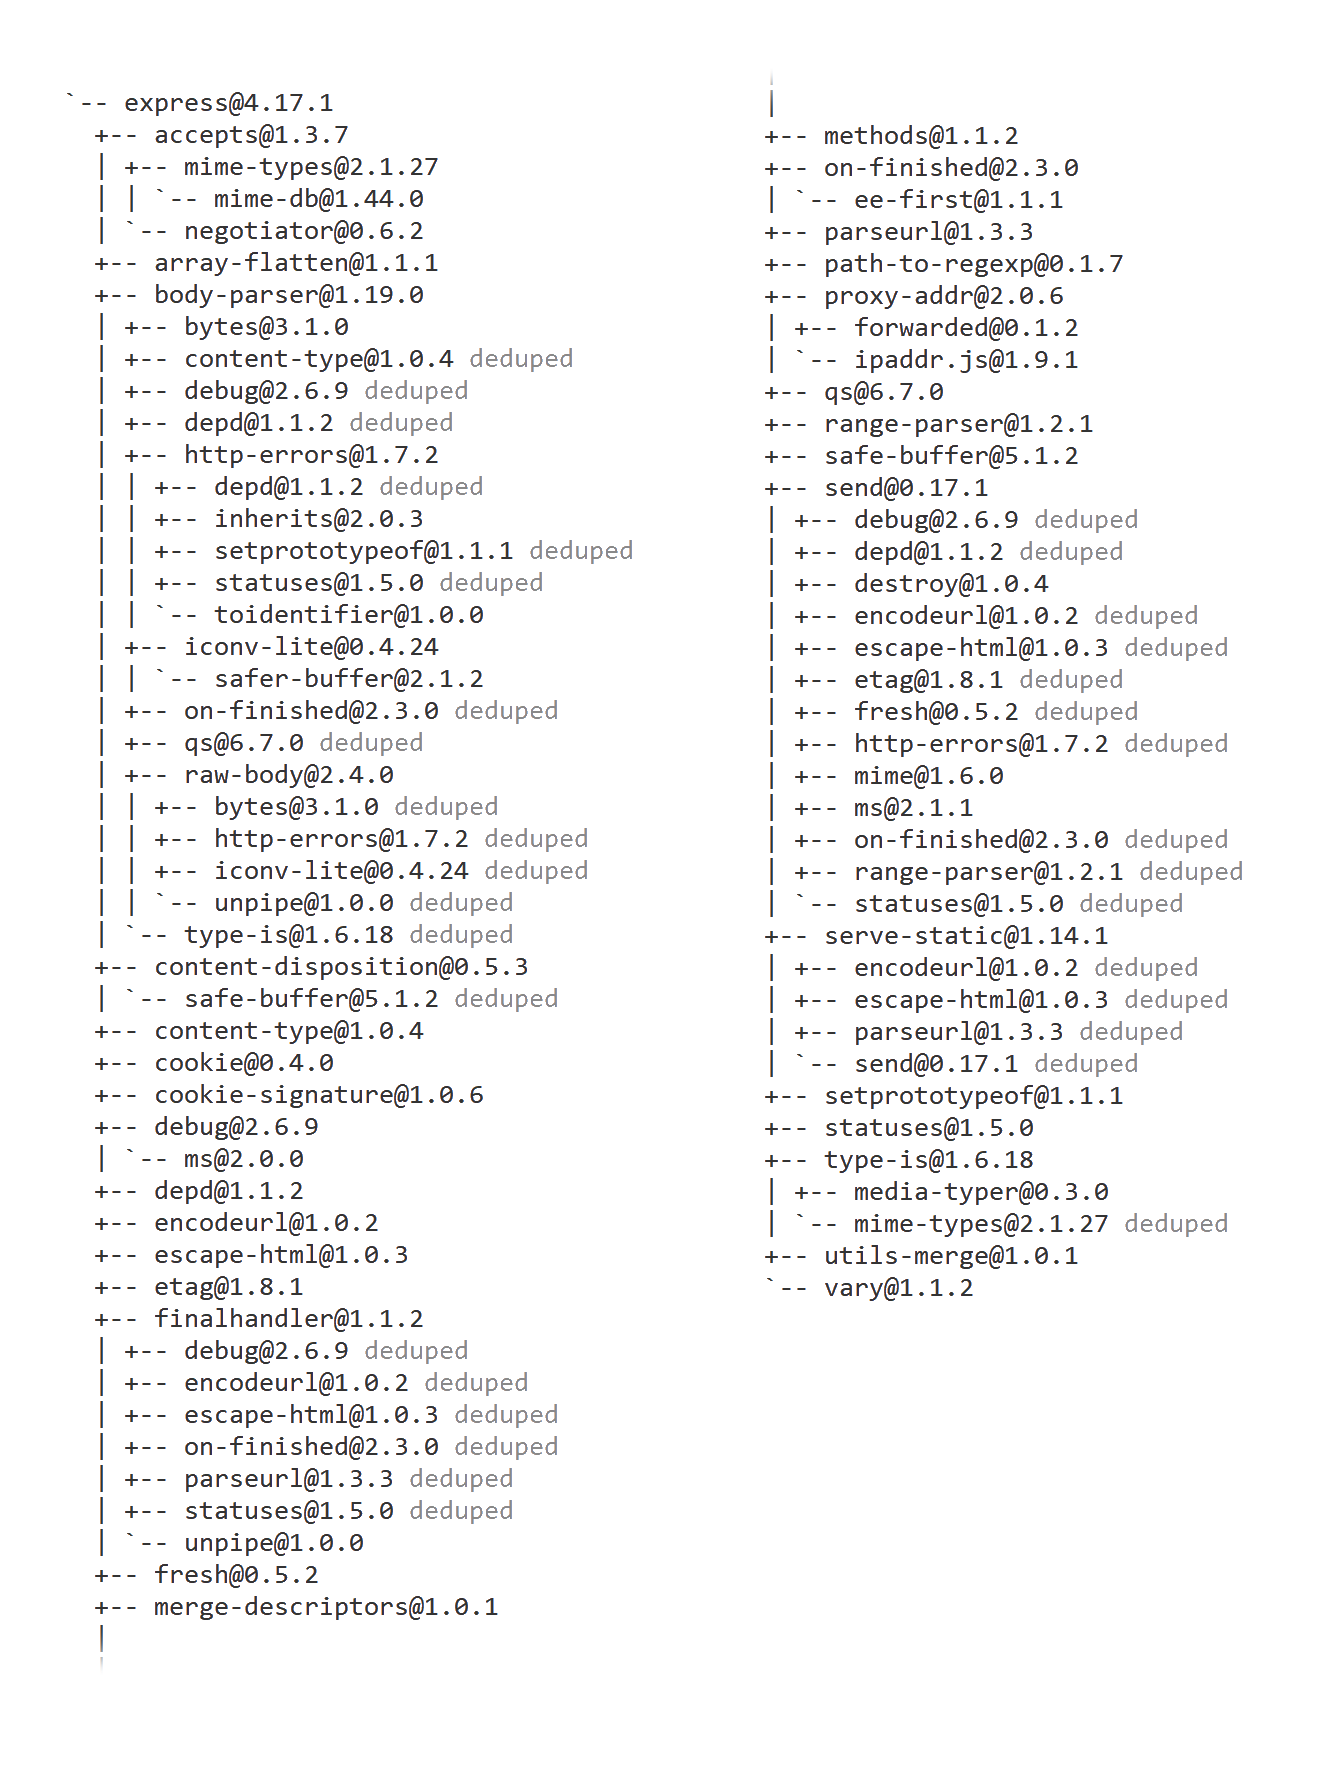 `-- express@4.17.1
  +-- accepts@1.3.7
  | +-- mime-types@2.1.27
  | | `-- mime-db@1.44.0
  | `-- negotiator@0.6.2
  +-- array-flatten@1.1.1
  +-- body-parser@1.19.0
  | +-- bytes@3.1.0
  | +-- content-type@1.0.4 deduped
  | +-- debug@2.6.9 deduped
  | +-- depd@1.1.2 deduped
  | +-- http-errors@1.7.2
  | | +-- depd@1.1.2 deduped
  | | +-- inherits@2.0.3
  | | +-- setprototypeof@1.1.1 deduped
  | | +-- statuses@1.5.0 deduped
  | | `-- toidentifier@1.0.0
  | +-- iconv-lite@0.4.24
  | | `-- safer-buffer@2.1.2
  | +-- on-finished@2.3.0 deduped
  | +-- qs@6.7.0 deduped
  | +-- raw-body@2.4.0
  | | +-- bytes@3.1.0 deduped
  | | +-- http-errors@1.7.2 deduped
  | | +-- iconv-lite@0.4.24 deduped
  | | `-- unpipe@1.0.0 deduped
  | `-- type-is@1.6.18 deduped
  +-- content-disposition@0.5.3
  | `-- safe-buffer@5.1.2 deduped
  +-- content-type@1.0.4
  +-- cookie@0.4.0
  +-- cookie-signature@1.0.6
  +-- debug@2.6.9
  | `-- ms@2.0.0
  +-- depd@1.1.2
  +-- encodeurl@1.0.2
  +-- escape-html@1.0.3
  +-- etag@1.8.1
  +-- finalhandler@1.1.2
  | +-- debug@2.6.9 deduped
  | +-- encodeurl@1.0.2 deduped
  | +-- escape-html@1.0.3 deduped
  | +-- on-finished@2.3.0 deduped
  | +-- parseurl@1.3.3 deduped
  | +-- statuses@1.5.0 deduped
  | `-- unpipe@1.0.0
  +-- fresh@0.5.2
  +-- merge-descriptors@1.0.1
  |
  |
  +-- methods@1.1.2
  +-- on-finished@2.3.0
  | `-- ee-first@1.1.1
  +-- parseurl@1.3.3
  +-- path-to-regexp@0.1.7
  +-- proxy-addr@2.0.6
  | +-- forwarded@0.1.2
  | `-- ipaddr.js@1.9.1
  +-- qs@6.7.0
  +-- range-parser@1.2.1
  +-- safe-buffer@5.1.2
  +-- send@0.17.1
  | +-- debug@2.6.9 deduped
  | +-- depd@1.1.2 deduped
  | +-- destroy@1.0.4
  | +-- encodeurl@1.0.2 deduped
  | +-- escape-html@1.0.3 deduped
  | +-- etag@1.8.1 deduped
  | +-- fresh@0.5.2 deduped
  | +-- http-errors@1.7.2 deduped
  | +-- mime@1.6.0
  | +-- ms@2.1.1
  | +-- on-finished@2.3.0 deduped
  | +-- range-parser@1.2.1 deduped
  | `-- statuses@1.5.0 deduped
  +-- serve-static@1.14.1
  | +-- encodeurl@1.0.2 deduped
  | +-- escape-html@1.0.3 deduped
  | +-- parseurl@1.3.3 deduped
  | `-- send@0.17.1 deduped
  +-- setprototypeof@1.1.1
  +-- statuses@1.5.0
  +-- type-is@1.6.18
  | +-- media-typer@0.3.0
  | `-- mime-types@2.1.27 deduped
  +-- utils-merge@1.0.1
  `-- vary@1.1.2